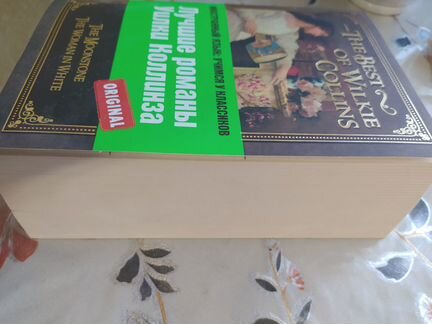 THE BEST
OF WILKIE
COLLINS
ИНОСТРАННЫЙ ЯЗЫК: УЧИМСЯ У КЛАССИКОВ
Лучшие романы
Уилки Коллинза
ORIGINAL
THE MOONSTONE
THE WOMAN IN WHITE